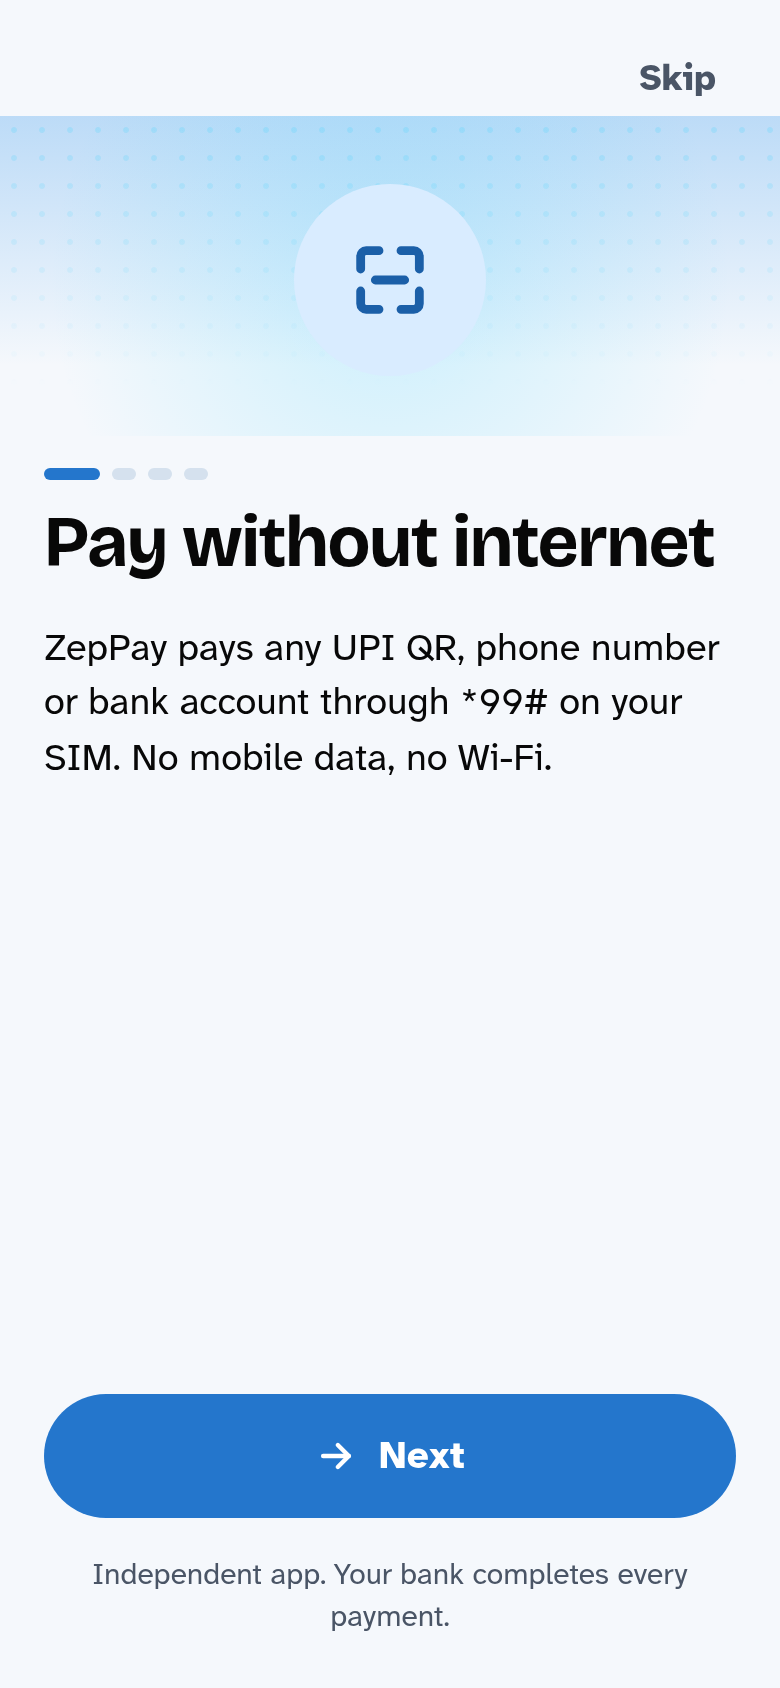 Skip
Pay without internet
ZepPay pays any UPI QR, phone number
or bank account through *99# on your
SIM. No mobile data, no Wi-Fi.
Next
Independent app. Your bank completes every
payment.